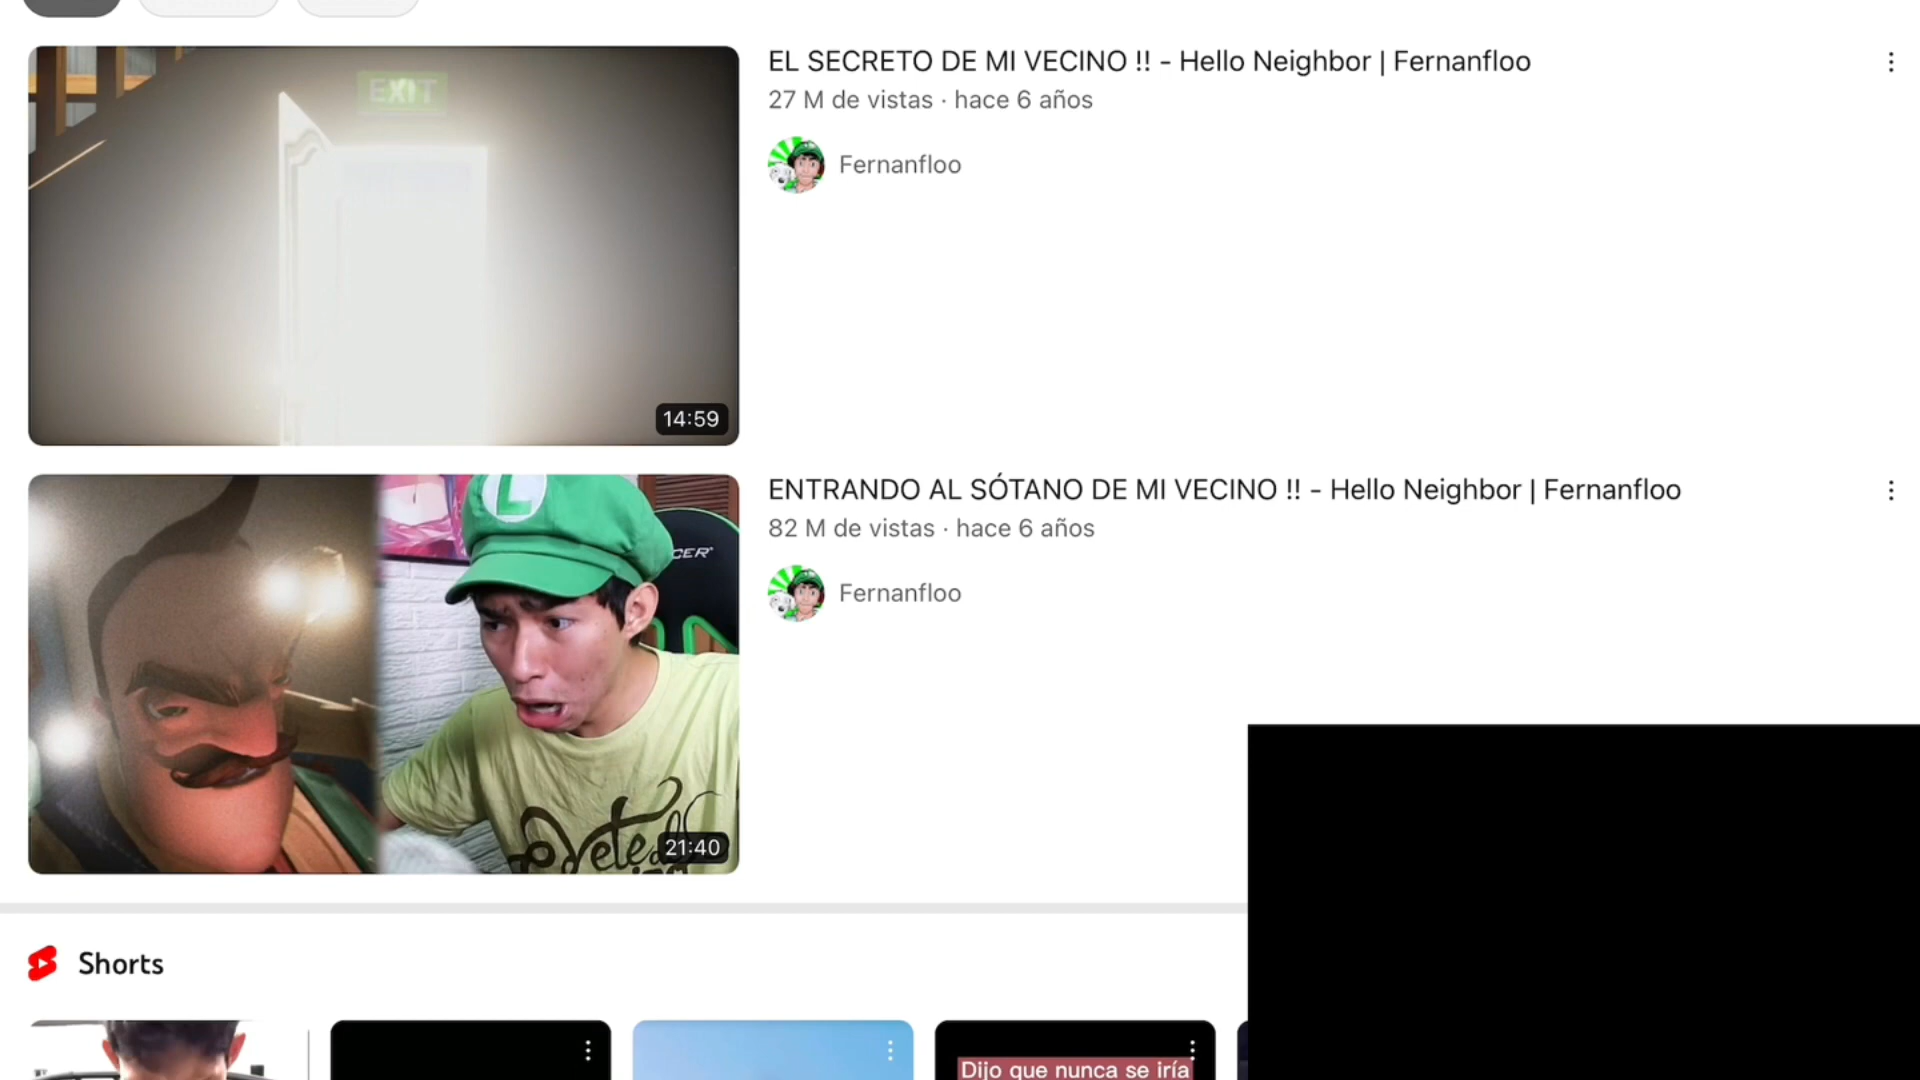 EXIT
14:59
EL SECRETO DE MI VECINO !! - Hello Neighbor | Fernanfloo
27 M de vistas · hace 6 años
Fernanfloo
L
21:40
ENTRANDO AL SÓTANO DE MI VECINO !! - Hello Neighbor | Fernanfloo
82 M de vistas · hace 6 años
Fernanfloo
Shorts
Dijo que nunca se iría